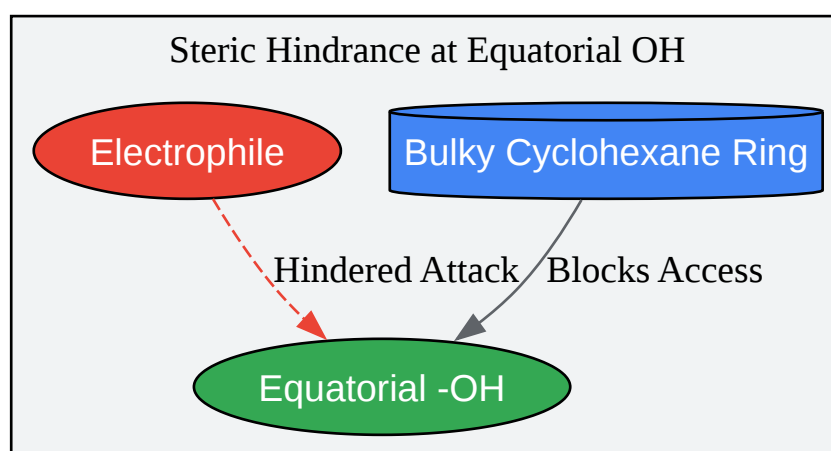 Steric Hindrance at Equatorial OH
Electrophile
Bulky Cyclohexane Ring
Hindered Attack
Blocks Access
Equatorial -OH